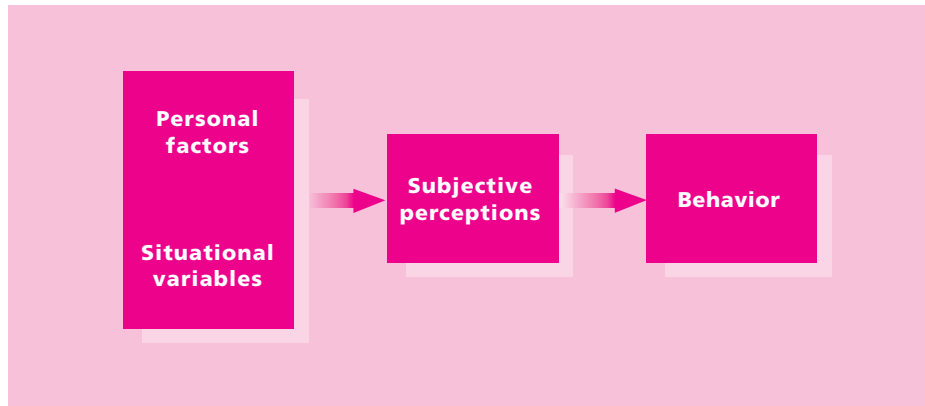 Personal
factors
Situational
variables
Subjective
perceptions
Behavior